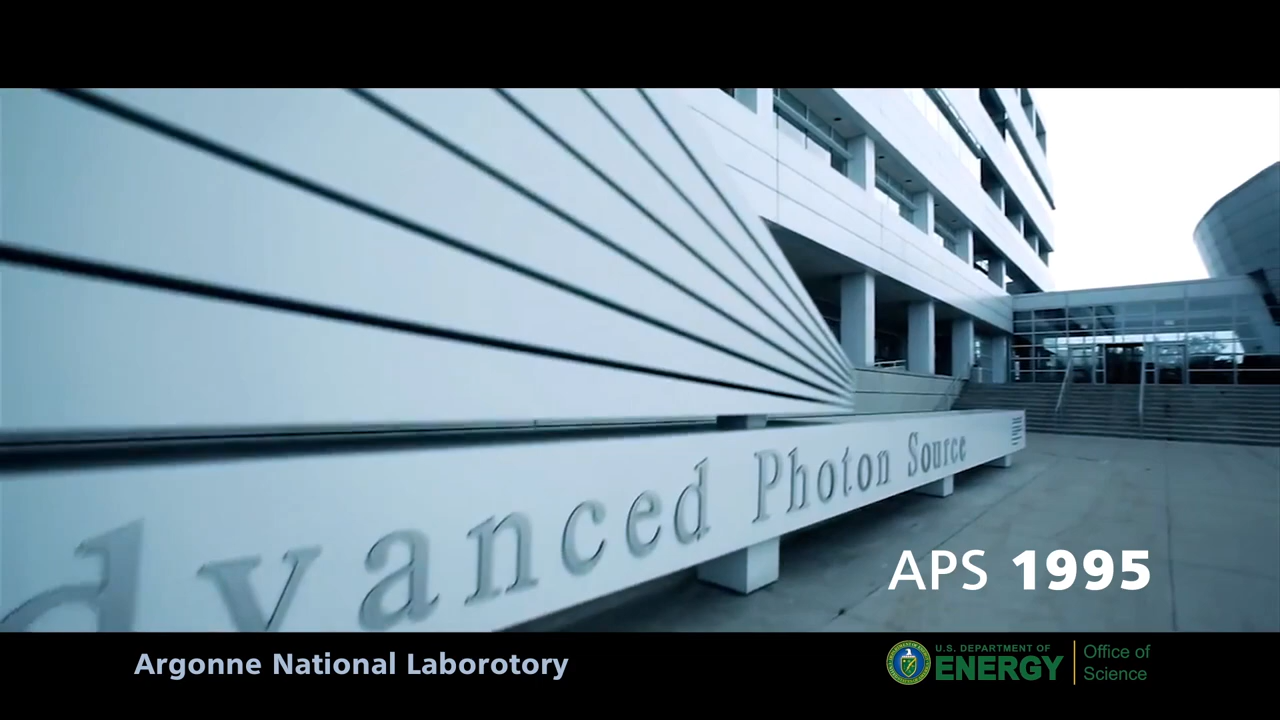 dvanced Photon Source
APS 1995
Argonne National Laborotory
U.S. DEPARTMENT OF
ENERGY
Office of
Science